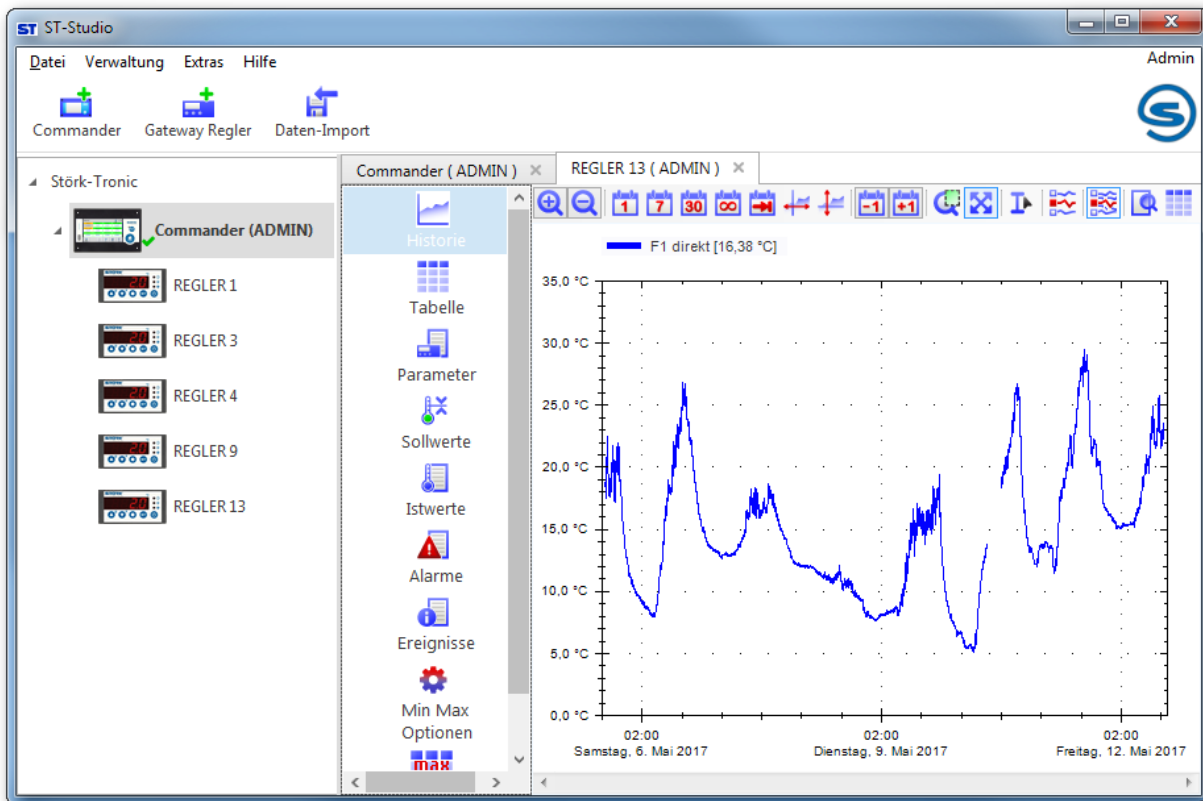 ST ST-Studio
Datei Verwaltung Extras Hilfe
Admin
Commander Gateway Regler Daten-Import
S
Störk-Tronic
Commander (ADMIN)
REGLER 1
REGLER 3
REGLER 4
REGLER 9
REGLER 13
Commander ( ADMIN )
REGLER 13 ( ADMIN )
Historie
Tabelle
Parameter
Sollwerte
Istwerte
Alarme
Ereignisse
Min Max
Optionen
max
1 7 30 ∞ -1 +1
F1 direkt [16,38 °C]
35,0 °C
30,0 °C
25,0 °C
20,0 °C
15,0 °C
10,0 °C
5,0 °C
0,0 °C
02:00 02:00 02:00
Samstag, 6. Mai 2017 Dienstag, 9. Mai 2017 Freitag, 12. Mai 2017